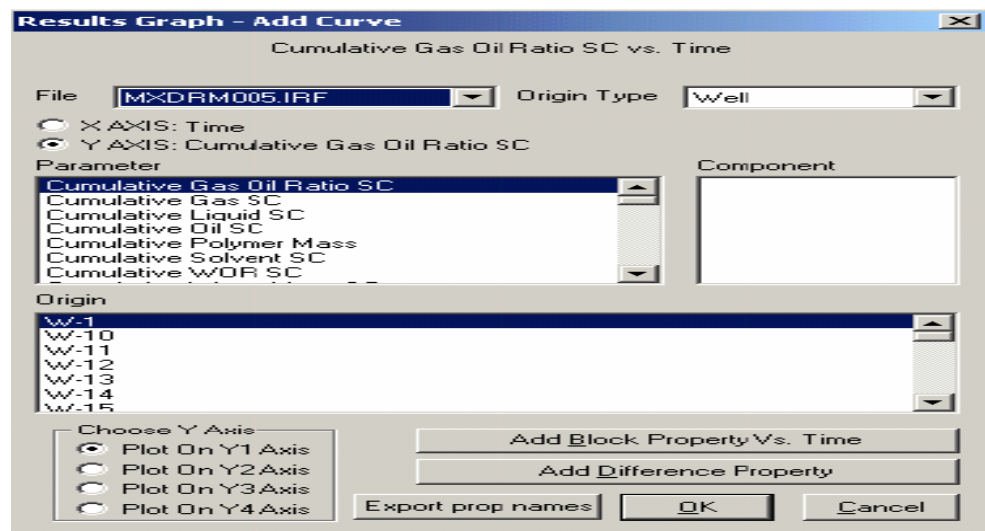 Results Graph - Add Curve
Cumulative Gas Oil Ratio SC vs. Time
File MXDRM005.IRF Origin Type Well
X AXIS: Time
Y AXIS: Cumulative Gas Oil Ratio SC
Parameter Component
Cumulative Gas Oil Ratio SC
Cumulative Gas SC
Cumulative Liquid SC
Cumulative Oil SC
Cumulative Polymer Mass
Cumulative Solvent SC
Cumulative WOR SC
Origin
W-1
W-10
W-11
W-12
W-13
W-14
W-15
Choose Y Axis
Plot On Y1 Axis
Plot On Y2 Axis
Plot On Y3 Axis
Plot On Y4 Axis
Add Block Property Vs. Time
Add Difference Property
Export prop names OK Cancel